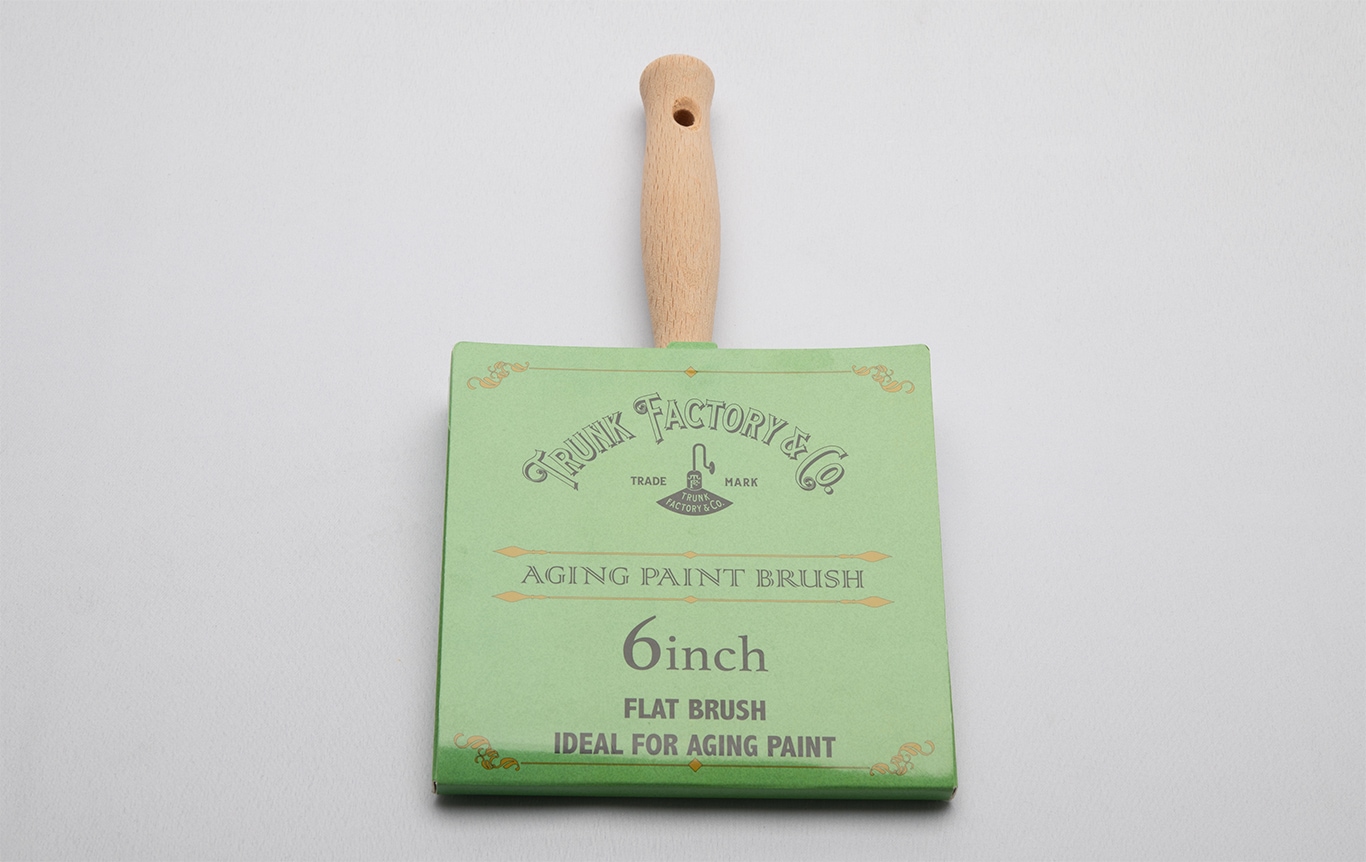 TRUNK FACTORY & Co.
TRADE MARK
TRUNK
FACTORY & Co.
AGING PAINT BRUSH
6inch
FLAT BRUSH
IDEAL FOR AGING PAINT